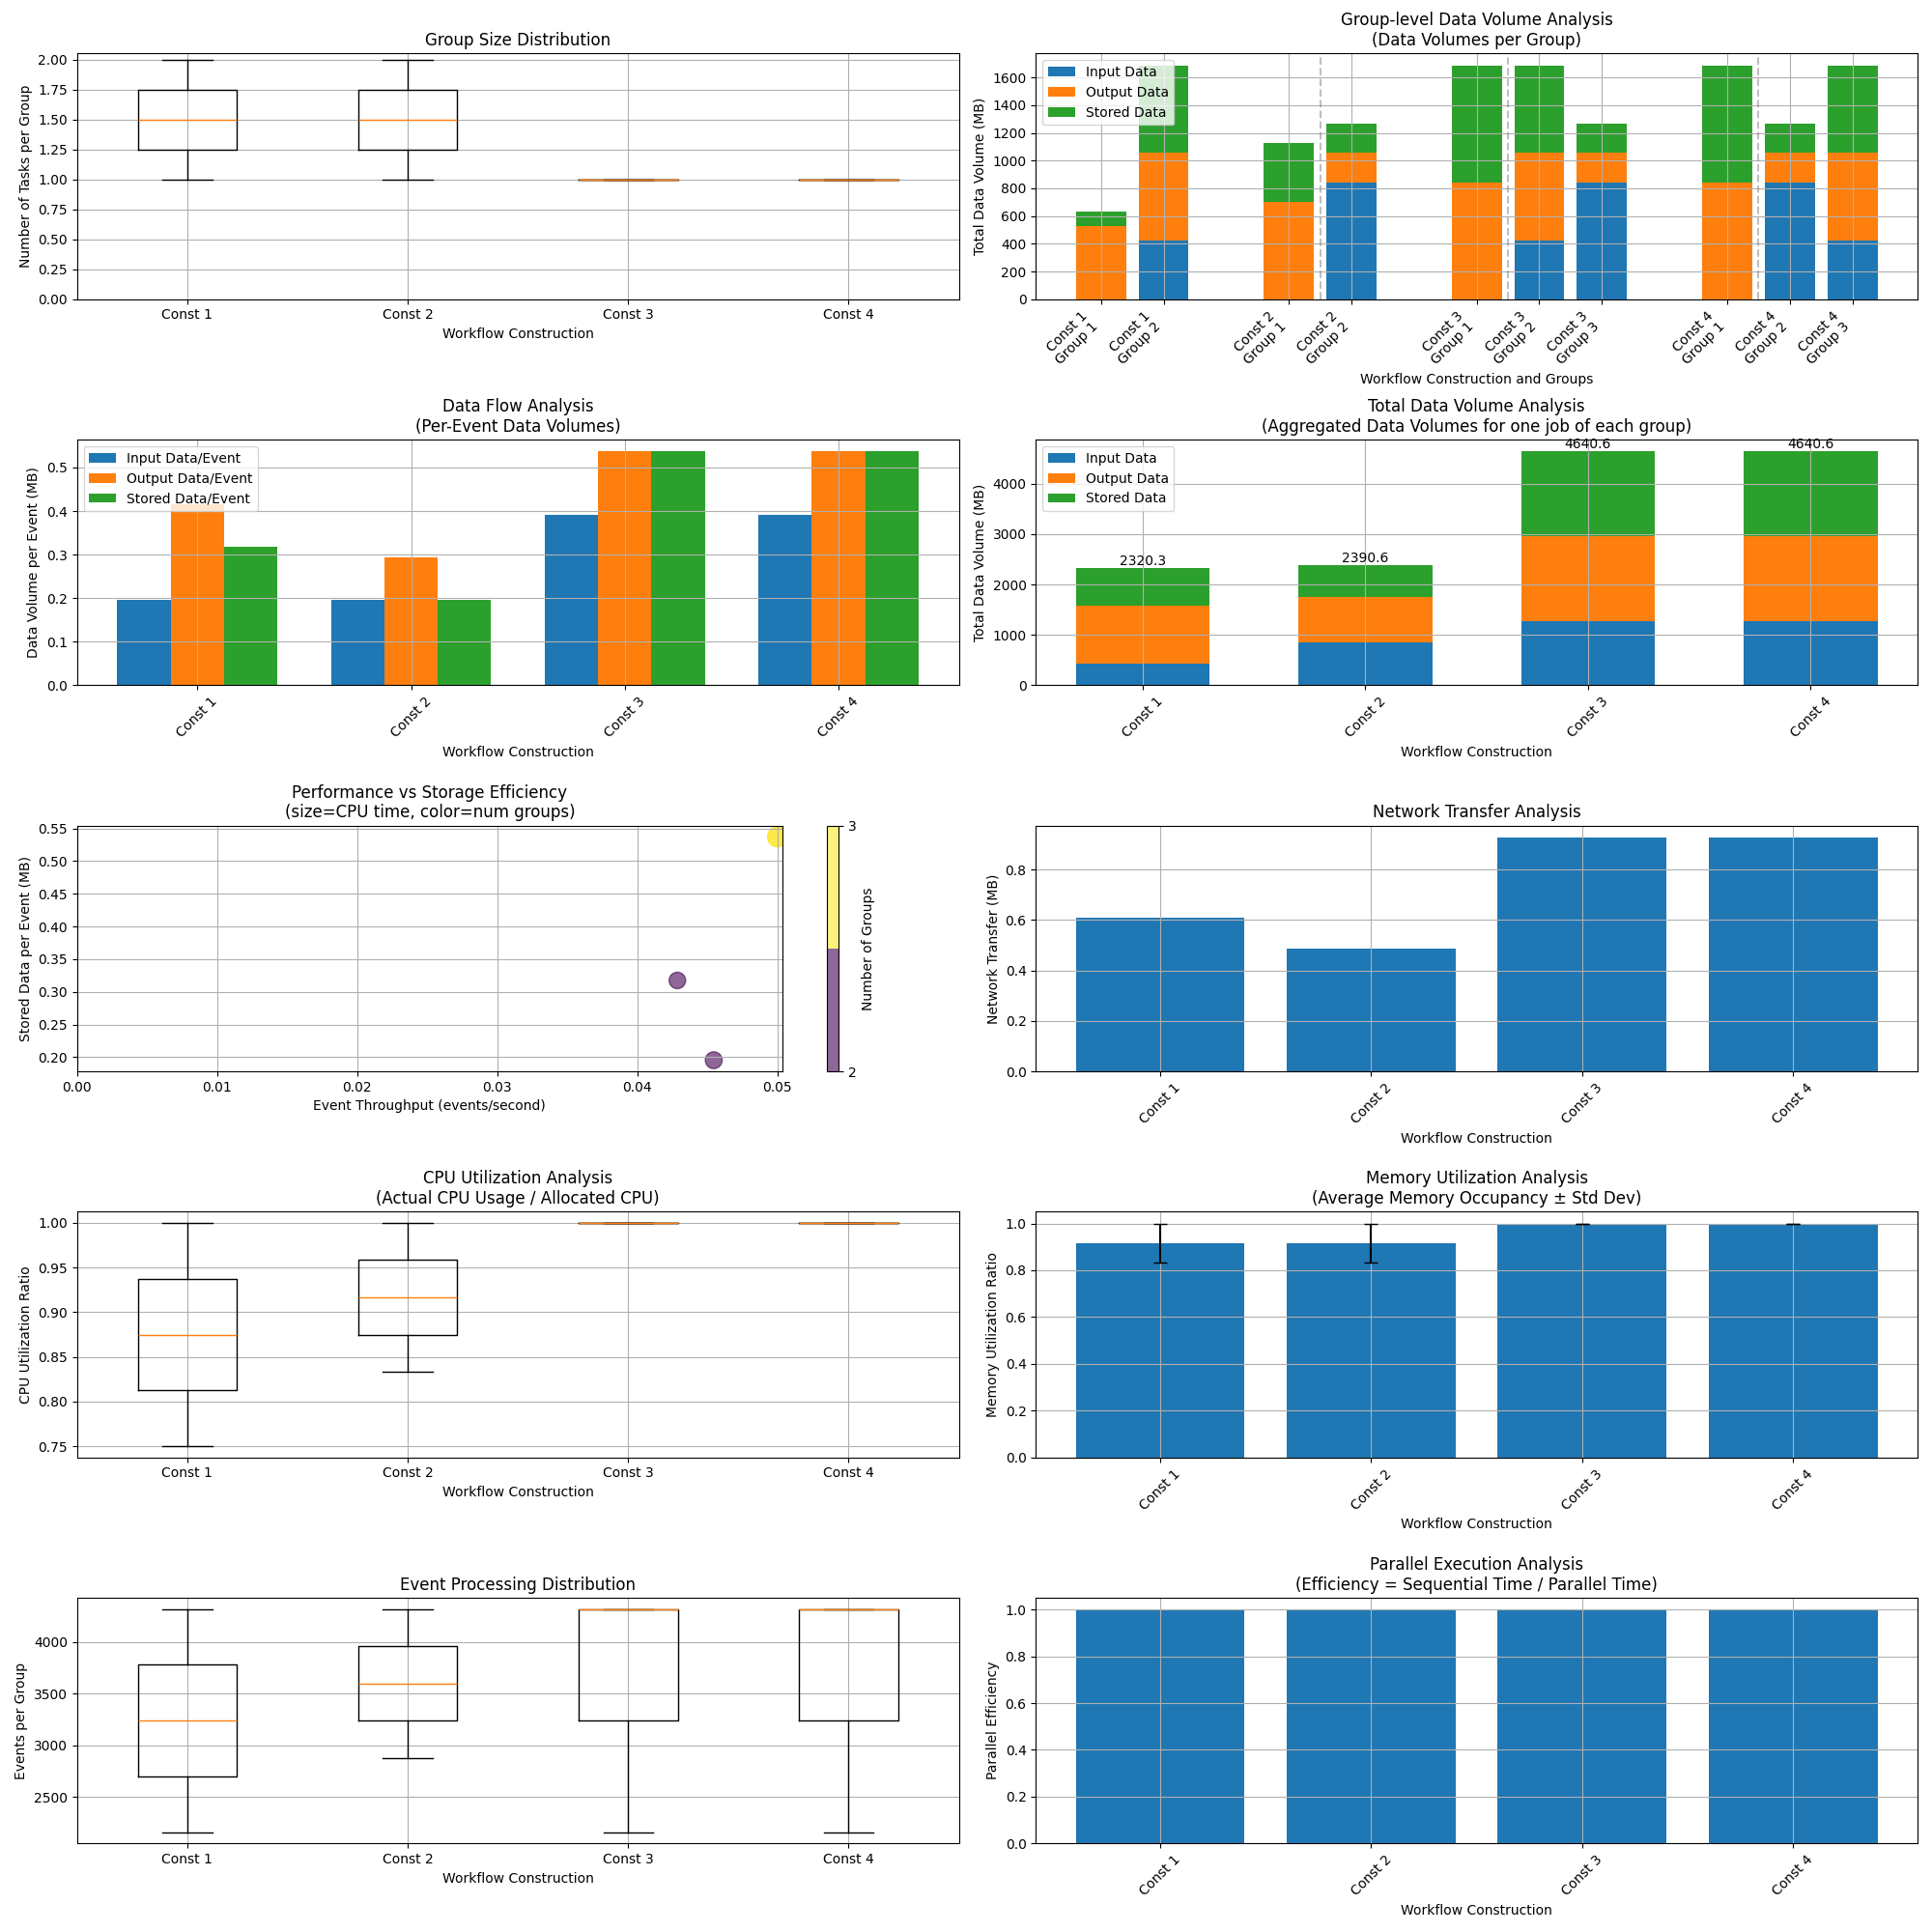 Group Size Distribution
Number of Tasks per Group
2.00
1.75
1.50
1.25
1.00
0.75
0.50
0.25
0.00
Const 1 Const 2 Const 3 Const 4
Workflow Construction
Group-level Data Volume Analysis
(Data Volumes per Group)
Input Data
Output Data
Stored Data
Total Data Volume (MB)
1600
1400
1200
1000
800
600
400
200
0
Const 1
Group 1
Const 1
Group 2
Const 2
Group 1
Const 2
Group 2
Const 3
Group 1
Const 3
Group 2
Const 3
Group 3
Const 4
Group 1
Const 4
Group 2
Const 4
Group 3
Workflow Construction and Groups
Data Flow Analysis
(Per-Event Data Volumes)
Input Data/Event
Output Data/Event
Stored Data/Event
Data Volume per Event (MB)
0.5
0.4
0.3
0.2
0.1
0.0
Const 1 Const 2 Const 3 Const 4
Workflow Construction
Total Data Volume Analysis
(Aggregated Data Volumes for one job of each group)
Input Data
Output Data
Stored Data
2320.3 2390.6 4640.6 4640.6
Total Data Volume (MB)
4000
3000
2000
1000
0
Const 1 Const 2 Const 3 Const 4
Workflow Construction
Performance vs Storage Efficiency
(size=CPU time, color=num groups)
Stored Data per Event (MB)
0.55
0.50
0.45
0.40
0.35
0.30
0.25
0.20
0.00 0.01 0.02 0.03 0.04 0.05
Event Throughput (events/second)
3
2
Number of Groups
Network Transfer Analysis
Network Transfer (MB)
0.8
0.6
0.4
0.2
0.0
Const 1 Const 2 Const 3 Const 4
Workflow Construction
CPU Utilization Analysis
(Actual CPU Usage / Allocated CPU)
CPU Utilization Ratio
1.00
0.95
0.90
0.85
0.80
0.75
Const 1 Const 2 Const 3 Const 4
Workflow Construction
Memory Utilization Analysis
(Average Memory Occupancy ± Std Dev)
Memory Utilization Ratio
1.0
0.8
0.6
0.4
0.2
0.0
Const 1 Const 2 Const 3 Const 4
Workflow Construction
Event Processing Distribution
Events per Group
4000
3500
3000
2500
Const 1 Const 2 Const 3 Const 4
Workflow Construction
Parallel Execution Analysis
(Efficiency = Sequential Time / Parallel Time)
Parallel Efficiency
1.0
0.8
0.6
0.4
0.2
0.0
Const 1 Const 2 Const 3 Const 4
Workflow Construction